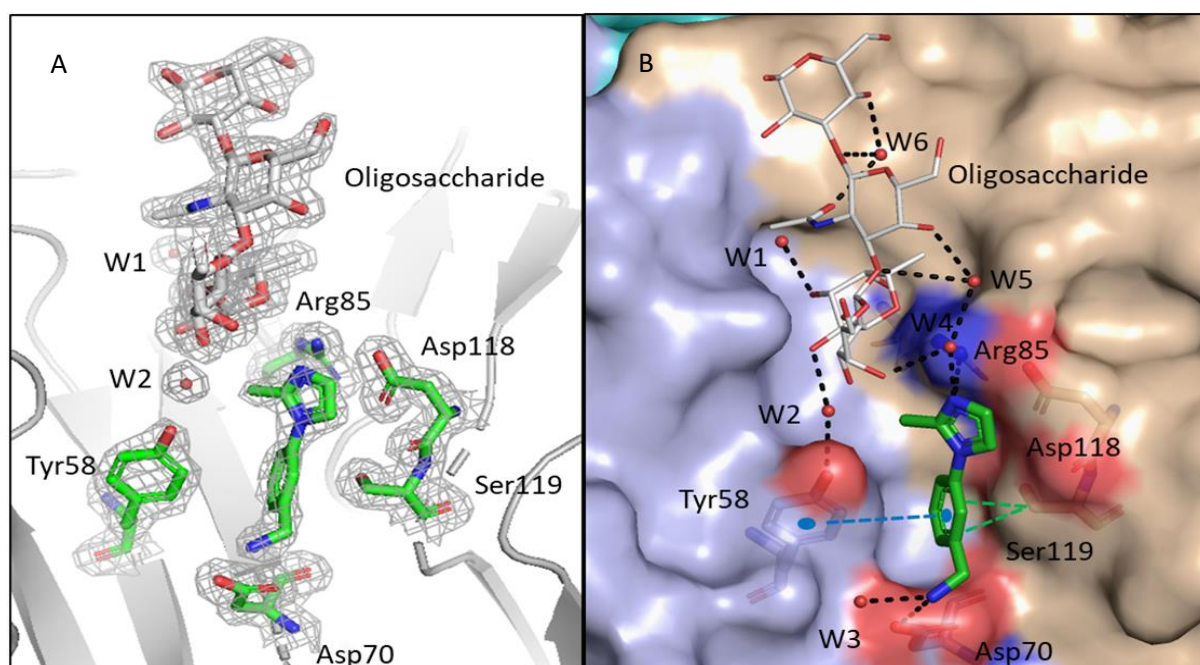 A
Oligosaccharide
W1
Arg85
Asp118
W2
Tyr58
Ser119
Asp70
B
W6
Oligosaccharide
W1
W5
W4
Arg85
W2
Asp118
Tyr58
Ser119
W3
Asp70